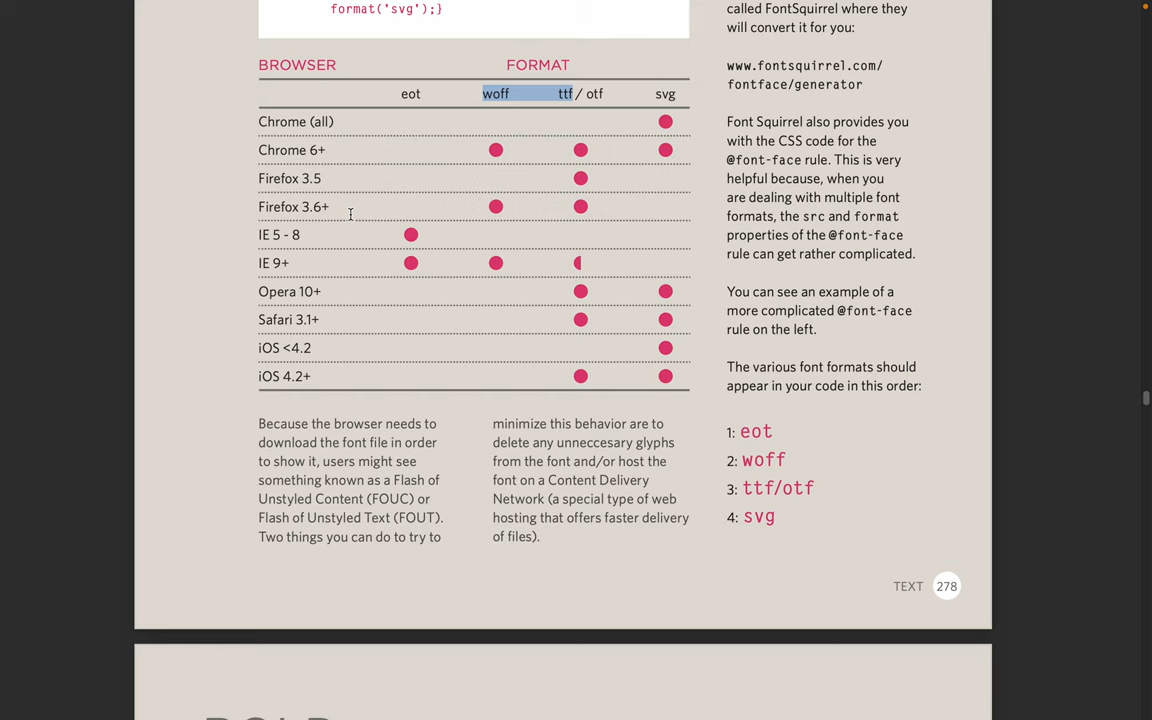 format('svg');}
BROWSER FORMAT
eot woff ttf / otf svg
Chrome (all)
Chrome 6+
Firefox 3.5
Firefox 3.6+
IE 5 - 8
IE 9+
Opera 10+
Safari 3.1+
iOS <4.2
iOS 4.2+
Because the browser needs to
download the font file in order
to show it, users might see
something known as a Flash of
Unstyled Content (FOUC) or
Flash of Unstyled Text (FOUT).
Two things you can do to try to
minimize this behavior are to
delete any unneccesary glyphs
from the font and/or host the
font on a Content Delivery
Network (a special type of web
hosting that offers faster delivery
of files).
called FontSquirrel where they
will convert it for you:
www.fontsquirrel.com/
fontface/generator
Font Squirrel also provides you
with the CSS code for the
@font-face rule. This is very
helpful because, when you
are dealing with multiple font
formats, the src and format
properties of the @font-face
rule can get rather complicated.
You can see an example of a
more complicated @font-face
rule on the left.
The various font formats should
appear in your code in this order:
1: eot
2: woff
3: ttf/otf
4: svg
TEXT 278